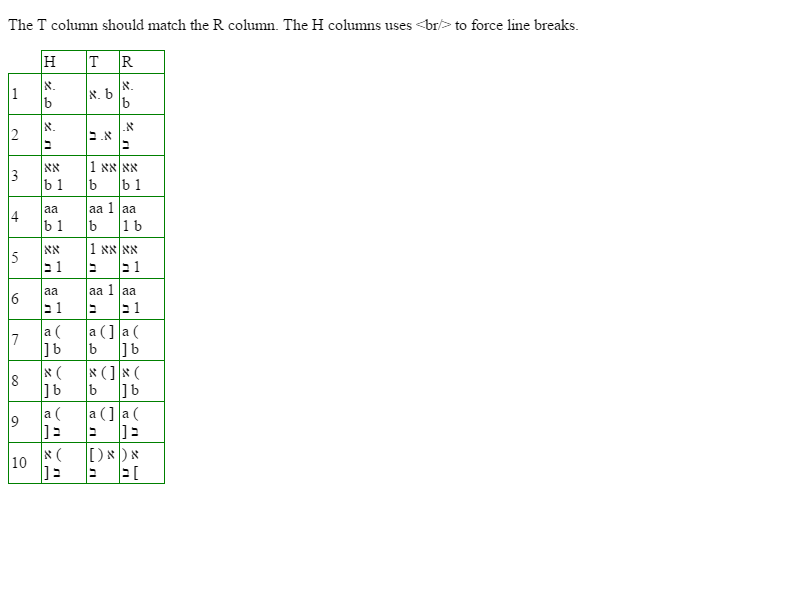 The T column should match the R column. The H columns uses <br/> to force line breaks.
H
T
R
1
א.
b
א. b
א.
b
2
א.
ב
א. ב
א.
ב
3
אא
b 1
אא 1
b
אא
b 1
4
aa
b 1
aa 1
b
aa
1 b
5
אא
1 ב
אא 1
ב
אא
1 ב
6
aa
1 ב
aa 1
ב
aa
1 ב
7
a (
] b
a ( ]
b
a (
] b
8
א (
] b
א ( ]
b
א (
] b
9
a (
] ב
a ( ]
ב
a (
] ב
10
א (
] ב
א ( ]
ב
א (
] ב